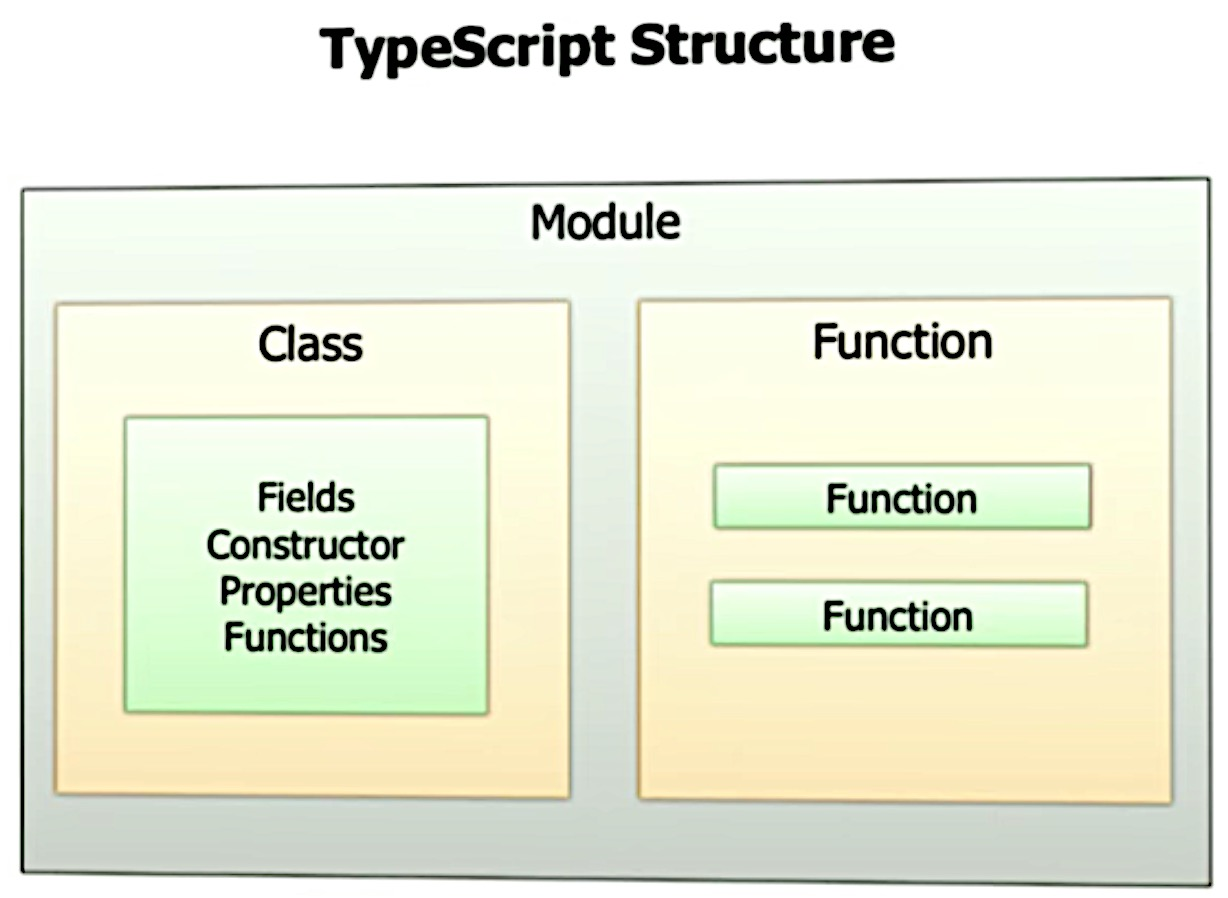 TypeScript Structure
Module
Class
Fields
Constructor
Properties
Functions
Function
Function
Function